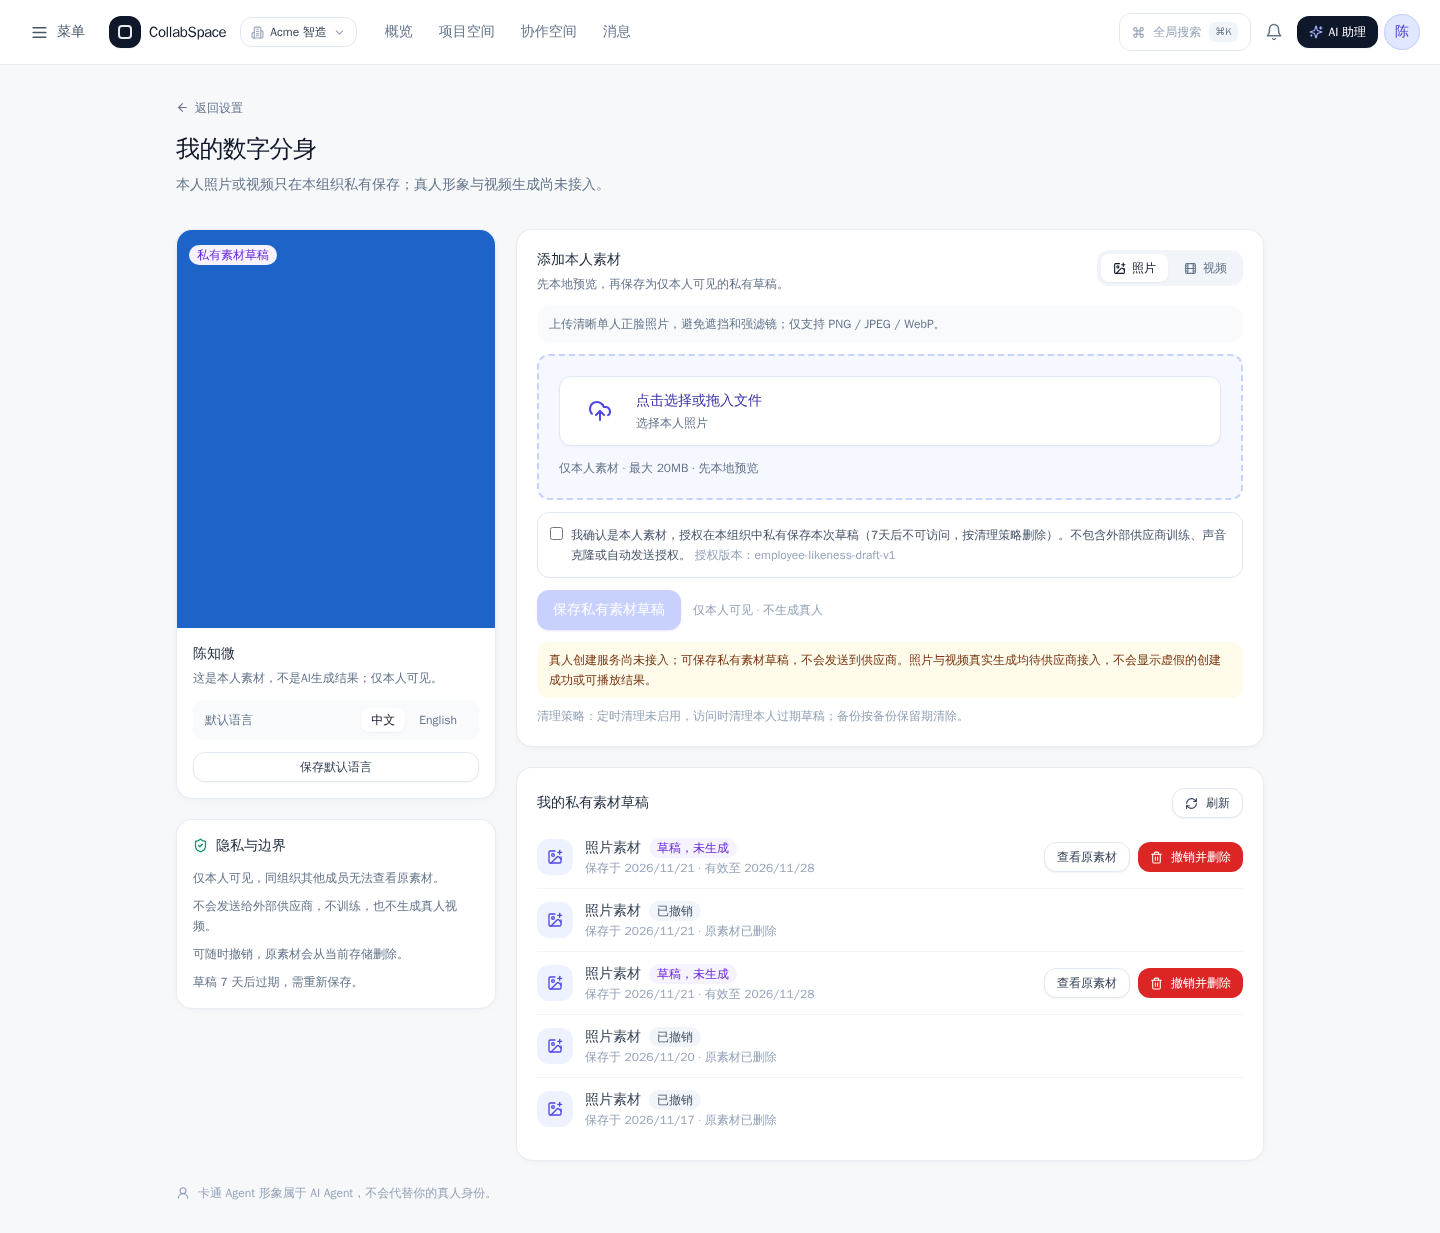 菜单
CollabSpace
Acme 智造
概览
项目空间
协作空间
消息
全局搜索
⌘K
AI 助理
陈
返回设置
我的数字分身
本人照片或视频只在本组织私有保存；真人形象与视频生成尚未接入。
私有素材草稿
陈知微
这是本人素材，不是AI生成结果；仅本人可见。
默认语言
中文
English
保存默认语言
隐私与边界
仅本人可见，同组织其他成员无法查看原素材。
不会发送给外部供应商，不训练，也不生成真人视
频。
可随时撤销，原素材会从当前存储删除。
草稿 7 天后过期，需重新保存。
添加本人素材
先本地预览，再保存为仅本人可见的私有草稿。
照片
视频
上传清晰单人正脸照片，避免遮挡和强滤镜；仅支持 PNG / JPEG / WebP。
点击选择或拖入文件
选择本人照片
仅本人素材 · 最大 20MB · 先本地预览
我确认是本人素材，授权在本组织中私有保存本次草稿（7天后不可访问，按清理策略删除）。不包含外部供应商训练、声音
克隆或自动发送授权。 授权版本：employee-likeness-draft-v1
保存私有素材草稿
仅本人可见 · 不生成真人
真人创建服务尚未接入；可保存私有素材草稿，不会发送到供应商。照片与视频真实生成均待供应商接入，不会显示虚假的创建
成功或可播放结果。
清理策略：定时清理未启用，访问时清理本人过期草稿；备份按备份保留期清除。
我的私有素材草稿
刷新
照片素材 草稿，未生成
保存于 2026/11/21 · 有效至 2026/11/28
查看原素材
撤销并删除
照片素材 已撤销
保存于 2026/11/21 · 原素材已删除
照片素材 草稿，未生成
保存于 2026/11/21 · 有效至 2026/11/28
查看原素材
撤销并删除
照片素材 已撤销
保存于 2026/11/20 · 原素材已删除
照片素材 已撤销
保存于 2026/11/17 · 原素材已删除
卡通 Agent 形象属于 AI Agent，不会代替你的真人身份。